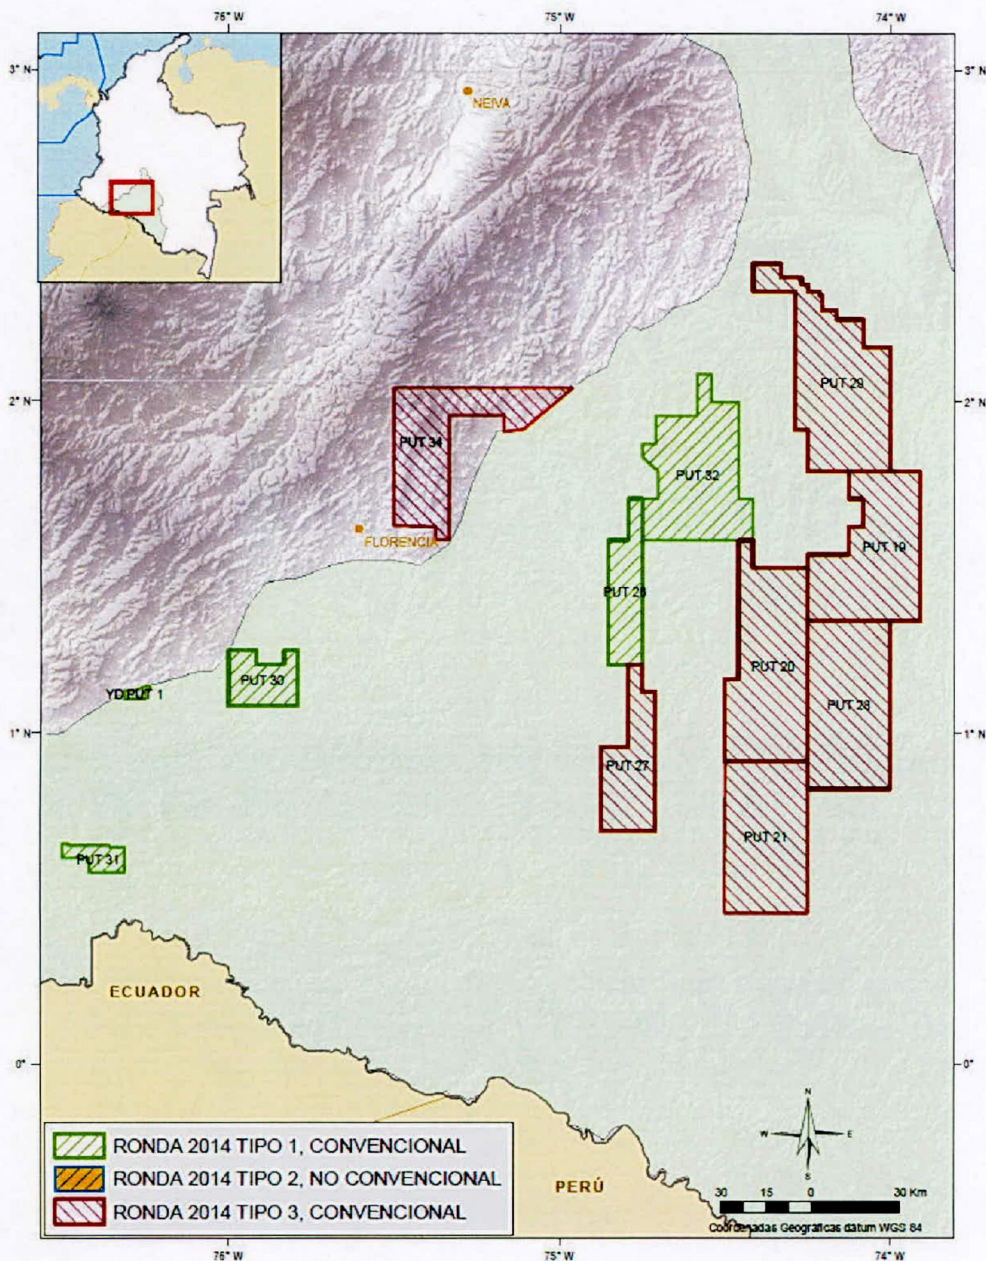 76° W
75° W
74° W
3° N
3° N
NEIVA
PUT 29
2° N
2° N
PUT 34
PUT 32
FLORENCIA
PUT 19
PUT 20
PUT 30
YD PUT 1
PUT 28
1° N
1° N
PUT 27
PUT 21
PUT 31
ECUADOR
0°
0°
N
W
E
S
RONDA 2014 TIPO 1, CONVENCIONAL
RONDA 2014 TIPO 2, NO CONVENCIONAL
RONDA 2014 TIPO 3, CONVENCIONAL
PERÚ
30 15 0 30 Km
Coordenadas Geográficas dátum WGS 84
76° W
75° W
74° W